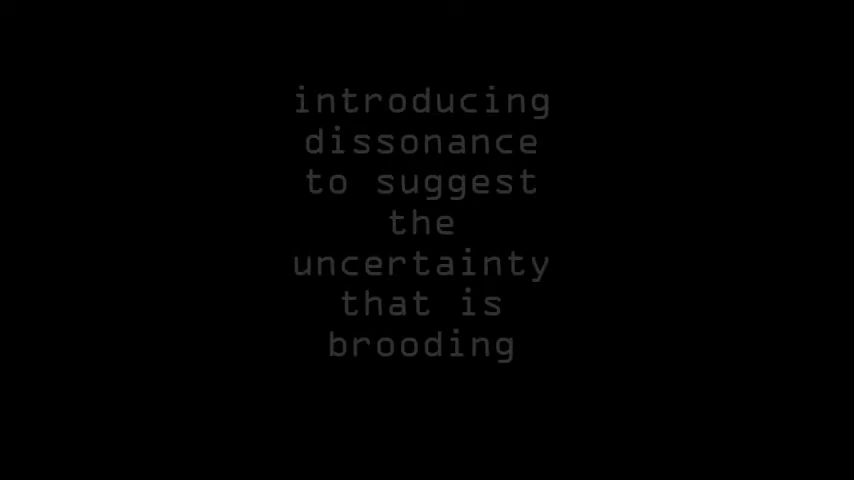 introducing
dissonance
to suggest
the
uncertainty
that is
brooding